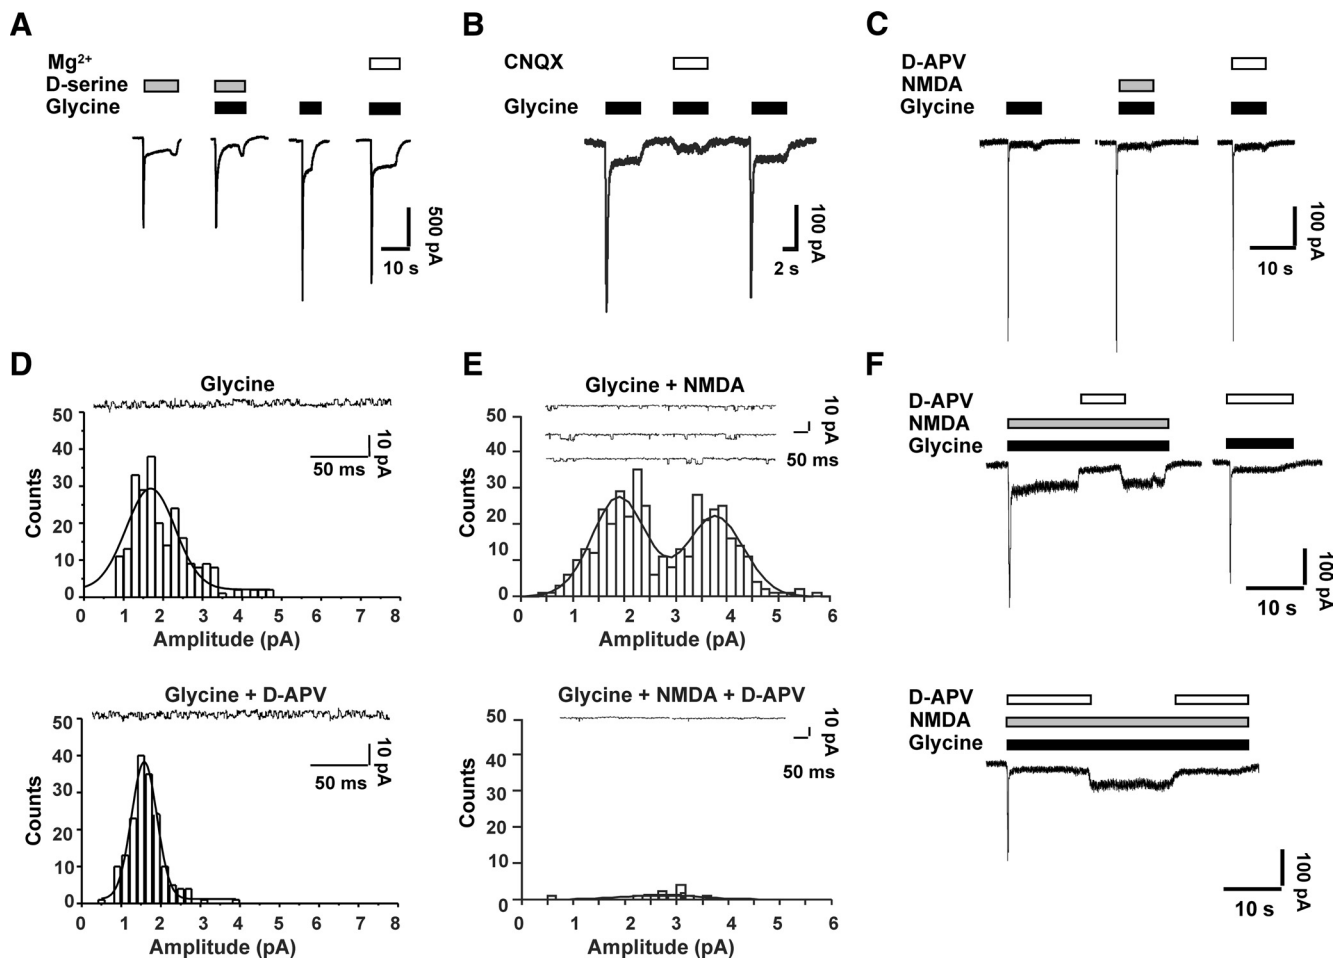 A
Mg²⁺
D-serine
Glycine
500 pA
10 s
B
CNQX
Glycine
100 pA
2 s
C
D-APV
NMDA
Glycine
100 pA
10 s
D
Glycine
10 pA
50 ms
Counts
50
40
30
20
10
0
0 1 2 3 4 5 6 7 8
Amplitude (pA)
Glycine + D-APV
10 pA
50 ms
Counts
50
40
30
20
10
0
0 1 2 3 4 5 6 7 8
Amplitude (pA)
E
Glycine + NMDA
10 pA
50 ms
Counts
50
40
30
20
10
0
0 1 2 3 4 5 6
Amplitude (pA)
Glycine + NMDA + D-APV
10 pA
50 ms
Counts
50
40
30
20
10
0
0 1 2 3 4 5 6
Amplitude (pA)
F
D-APV
NMDA
Glycine
100 pA
10 s
D-APV
NMDA
Glycine
100 pA
10 s